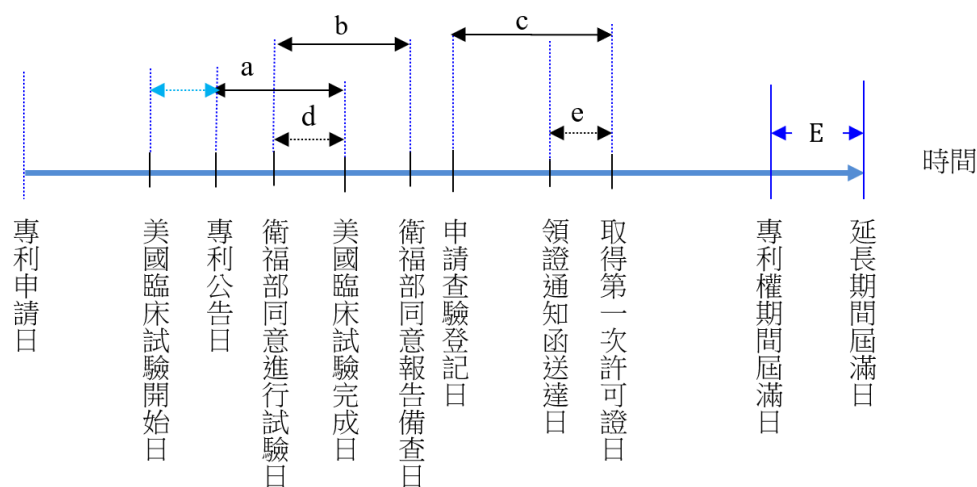 b
c
a
d
e
E
時間
專利申請日
美國臨床試驗開始日
專利公告日
衛福部同意進行試驗日
美國臨床試驗完成日
衛福部同意報告備查日
申請查驗登記日
領證通知函送達日
取得第一次許可證日
專利權期間屆滿日
延長期間屆滿日